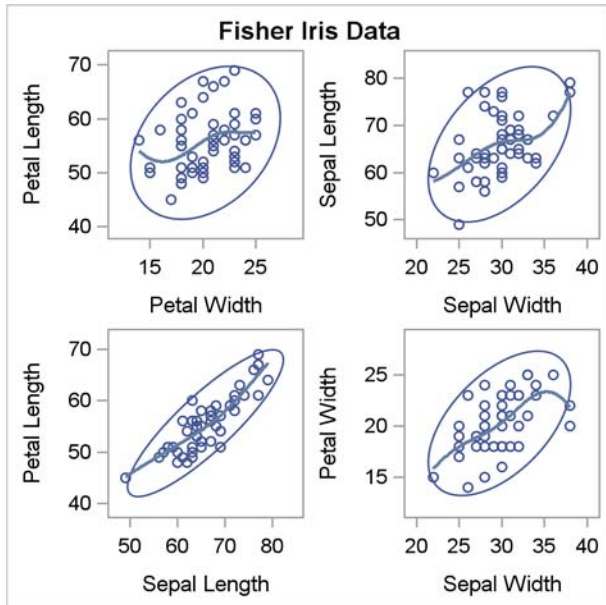 Fisher Iris Data
Petal Length
70
60
50
40
15 20 25
Petal Width
Sepal Length
80
70
60
50
20 25 30 35 40
Sepal Width
Petal Length
70
60
50
40
50 60 70 80
Sepal Length
Petal Width
25
20
15
20 25 30 35 40
Sepal Width